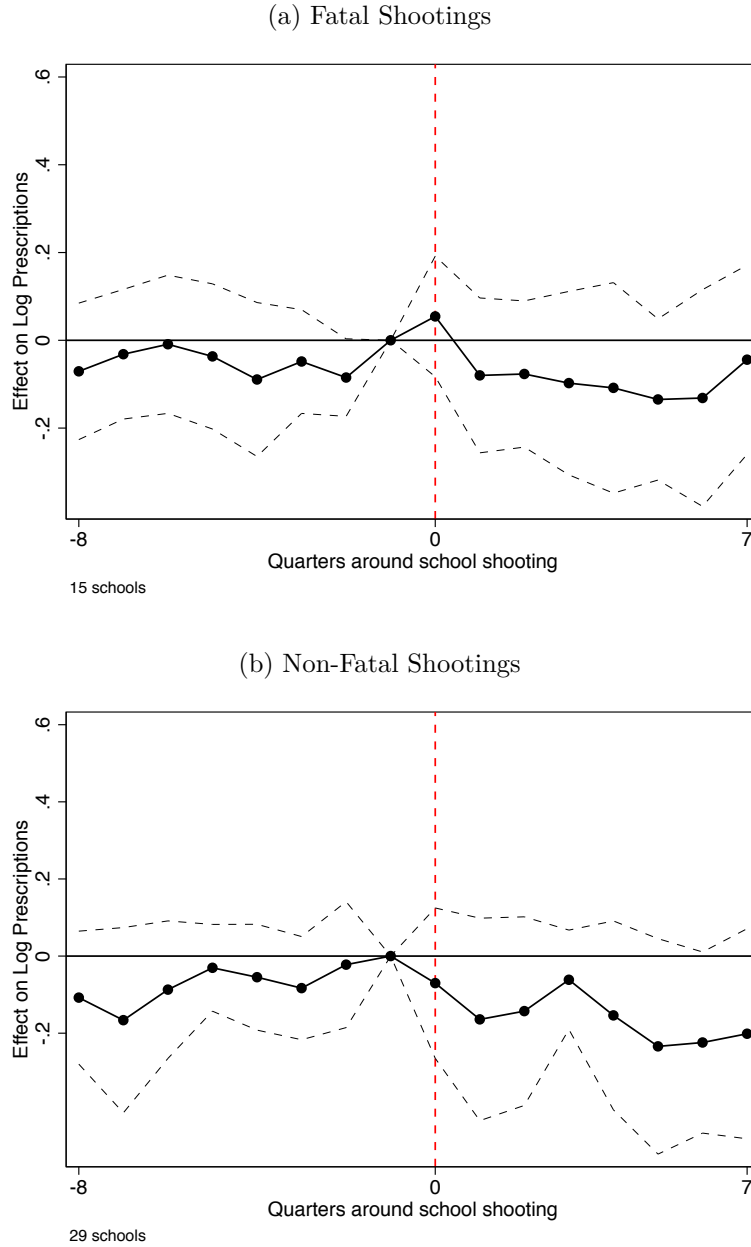 (a) Fatal Shootings
.6
.4
.2
0
-.2
Effect on Log Prescriptions
-8
0
7
Quarters around school shooting
15 schools
(b) Non-Fatal Shootings
.6
.4
.2
0
-.2
Effect on Log Prescriptions
-8
0
7
Quarters around school shooting
29 schools